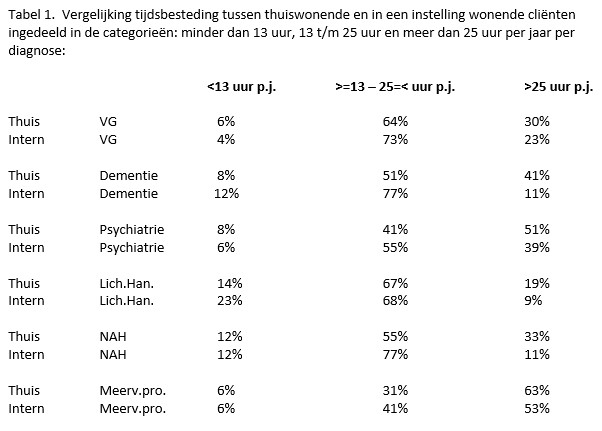 Tabel 1.  Vergelijking tijdsbesteding tussen thuiswonende en in een instelling wonende cliënten
ingedeeld in de categorieën: minder dan 13 uur, 13 t/m 25 uur en meer dan 25 uur per jaar per
diagnose:
<13 uur p.j. >=13 – 25=< uur p.j. >25 uur p.j.
Thuis VG 6% 64% 30%
Intern VG 4% 73% 23%
Thuis Dementie 8% 51% 41%
Intern Dementie 12% 77% 11%
Thuis Psychiatrie 8% 41% 51%
Intern Psychiatrie 6% 55% 39%
Thuis Lich.Han. 14% 67% 19%
Intern Lich.Han. 23% 68% 9%
Thuis NAH 12% 55% 33%
Intern NAH 12% 77% 11%
Thuis Meerv.pro. 6% 31% 63%
Intern Meerv.pro. 6% 41% 53%